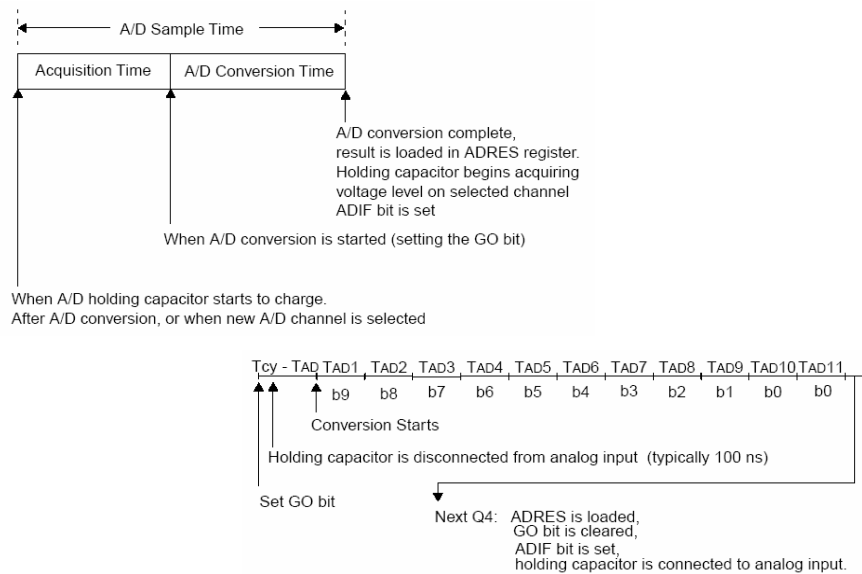 A/D Sample Time
Acquisition Time
A/D Conversion Time
A/D conversion complete,
result is loaded in ADRES register.
Holding capacitor begins acquiring
voltage level on selected channel
ADIF bit is set
When A/D conversion is started (setting the GO bit)
When A/D holding capacitor starts to charge.
After A/D conversion, or when new A/D channel is selected
Tcy - TAD TAD1 TAD2 TAD3 TAD4 TAD5 TAD6 TAD7 TAD8 TAD9 TAD10 TAD11
b9 b8 b7 b6 b5 b4 b3 b2 b1 b0 b0
Conversion Starts
Holding capacitor is disconnected from analog input (typically 100 ns)
Set GO bit
Next Q4: ADRES is loaded,
GO bit is cleared,
ADIF bit is set,
holding capacitor is connected to analog input.